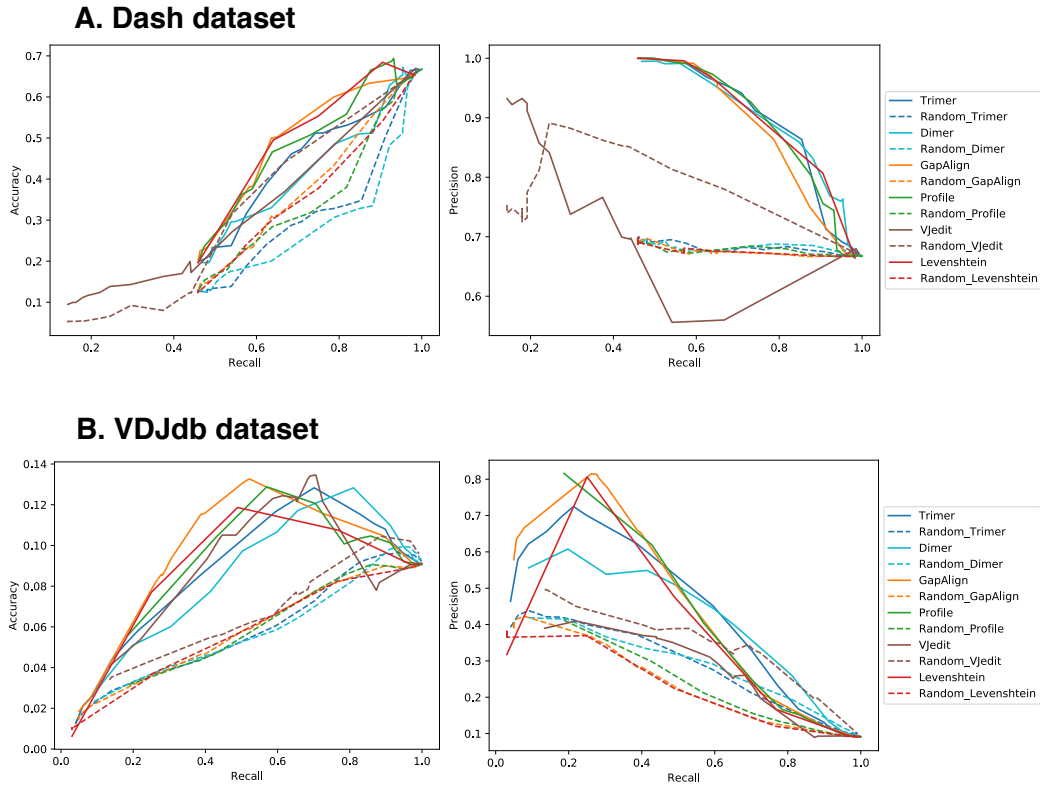 A. Dash dataset
0.7
0.6
0.5
0.4
0.3
0.2
0.1
Accuracy
0.2
0.4
0.6
0.8
1.0
Recall
1.0
0.9
0.8
0.7
0.6
Precision
0.2
0.4
0.6
0.8
1.0
Recall
Trimer
Random_Trimer
Dimer
Random_Dimer
GapAlign
Random_GapAlign
Profile
Random_Profile
VJedit
Random_VJedit
Levenshtein
Random_Levenshtein
B. VDJdb dataset
0.14
0.12
0.10
0.08
0.06
0.04
0.02
0.00
Accuracy
0.0
0.2
0.4
0.6
0.8
1.0
Recall
0.8
0.7
0.6
0.5
0.4
0.3
0.2
0.1
Precision
0.0
0.2
0.4
0.6
0.8
1.0
Recall
Trimer
Random_Trimer
Dimer
Random_Dimer
GapAlign
Random_GapAlign
Profile
Random_Profile
VJedit
Random_VJedit
Levenshtein
Random_Levenshtein